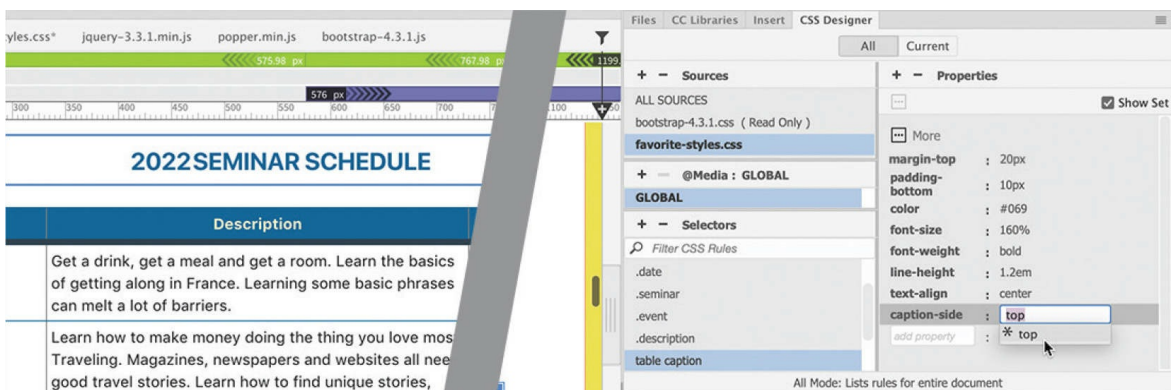 yles.css* jquery-3.3.1.min.js popper.min.js bootstrap-4.3.1.js
575.98 px 767.98 p 1199.
576 px
300 350 400 450 500 550 600 650 700 100
2022SEMINAR SCHEDULE
Description
Get a drink, get a meal and get a room. Learn the basics
of getting along in France. Learning some basic phrases
can melt a lot of barriers.
Learn how to make money doing the thing you love mos
Traveling. Magazines, newspapers and websites all nee
good travel stories. Learn how to find unique stories,
Files CC Libraries Insert CSS Designer
All Current
+ − Sources
ALL SOURCES
bootstrap-4.3.1.css ( Read Only )
favorite-styles.css
+ − @Media : GLOBAL
GLOBAL
+ − Selectors
Filter CSS Rules
.date
.seminar
.event
.description
table caption
+ − Properties
Show Set
More
margin-top : 20px
padding-
bottom : 10px
color : #069
font-size : 160%
font-weight : bold
line-height : 1.2em
text-align : center
caption-side : top
add property : * top
All Mode: Lists rules for entire document